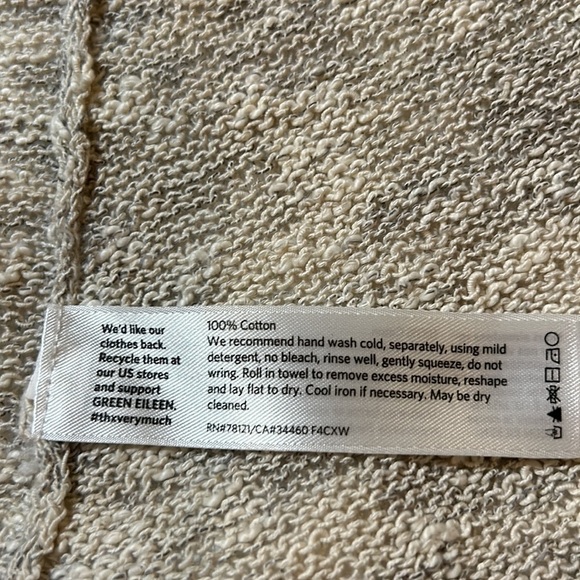 We'd like our
clothes back.
Recycle them at
our US stores
and support
GREEN EILEEN.
#thxverymuch
100% Cotton
We recommend hand wash cold, separately, using mild
detergent, no bleach, rinse well, gently squeeze, do not
wring. Roll in towel to remove excess moisture, reshape
and lay flat to dry. Cool iron if necessary. May be dry
cleaned.
RN#78121/CA#34460 F4CXW